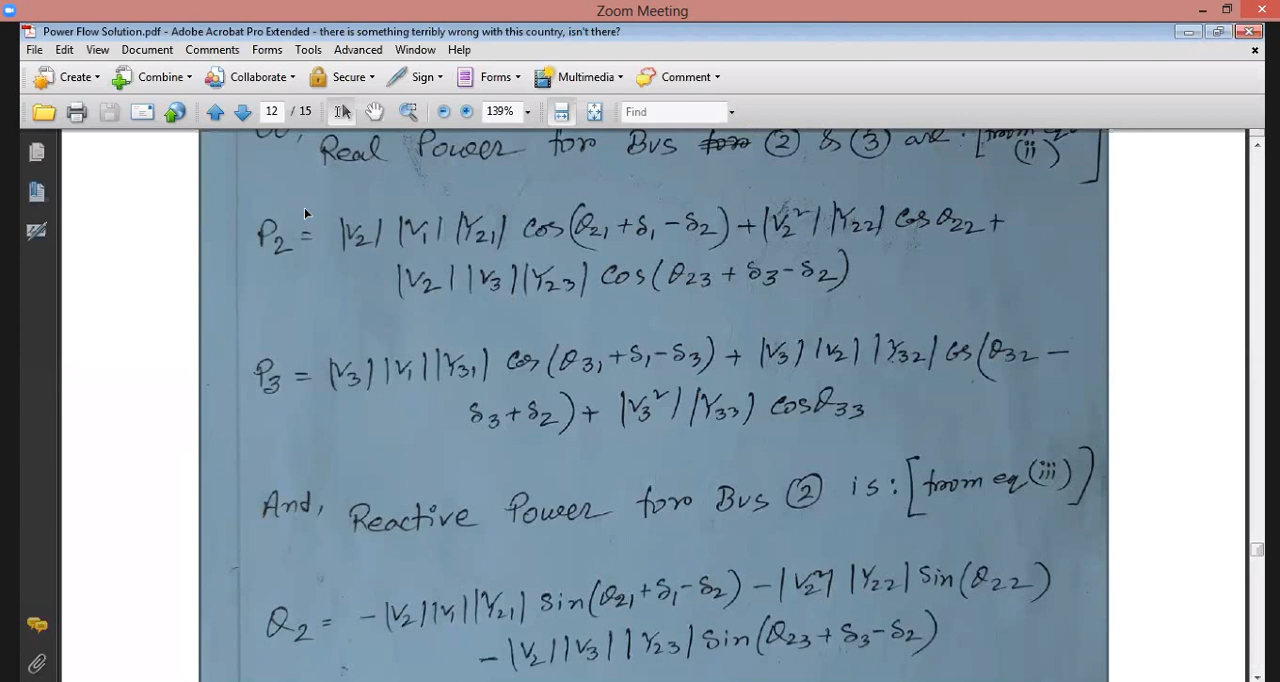 Zoom Meeting
Power Flow Solution.pdf - Adobe Acrobat Pro Extended - there is something terribly wrong with this country, isn't there?
File Edit View Document Comments Forms Tools Advanced Window Help
Create Combine Collaborate Secure Sign Forms Multimedia Comment
12 / 15 139% Find
Real Power for Bus ② & ③ are: [from eq (ii)]
P₂ = |V₂| |V₁| |Y₂₁| cos(θ₂₁ + δ₁ - δ₂) + |V₂²| |Y₂₂| cosθ₂₂ +
|V₂| |V₃| |Y₂₃| cos(θ₂₃ + δ₃ - δ₂)
P₃ = |V₃| |V₁| |Y₃₁| cos(θ₃₁ + δ₁ - δ₃) + |V₃| |V₂| |Y₃₂| cos(θ₃₂ -
δ₃ + δ₂) + |V₃²| |Y₃₃| cosθ₃₃
And, Reactive Power for Bus ② is: [from eq (iii)]
Q₂ = -|V₂| |V₁| |Y₂₁| sin(θ₂₁ + δ₁ - δ₂) - |V₂²| |Y₂₂| sin(θ₂₂)
- |V₂| |V₃| |Y₂₃| sin(θ₂₃ + δ₃ - δ₂)